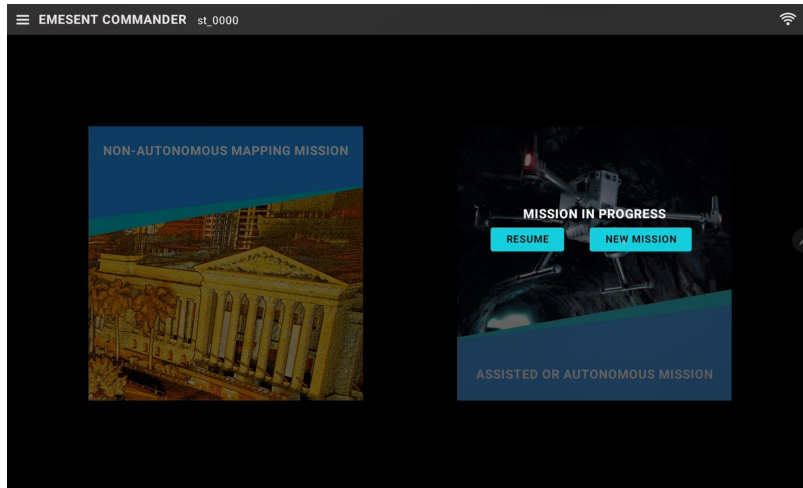 EMESENT COMMANDER st_0000
NON-AUTONOMOUS MAPPING MISSION
MISSION IN PROGRESS
RESUME NEW MISSION
ASSISTED OR AUTONOMOUS MISSION